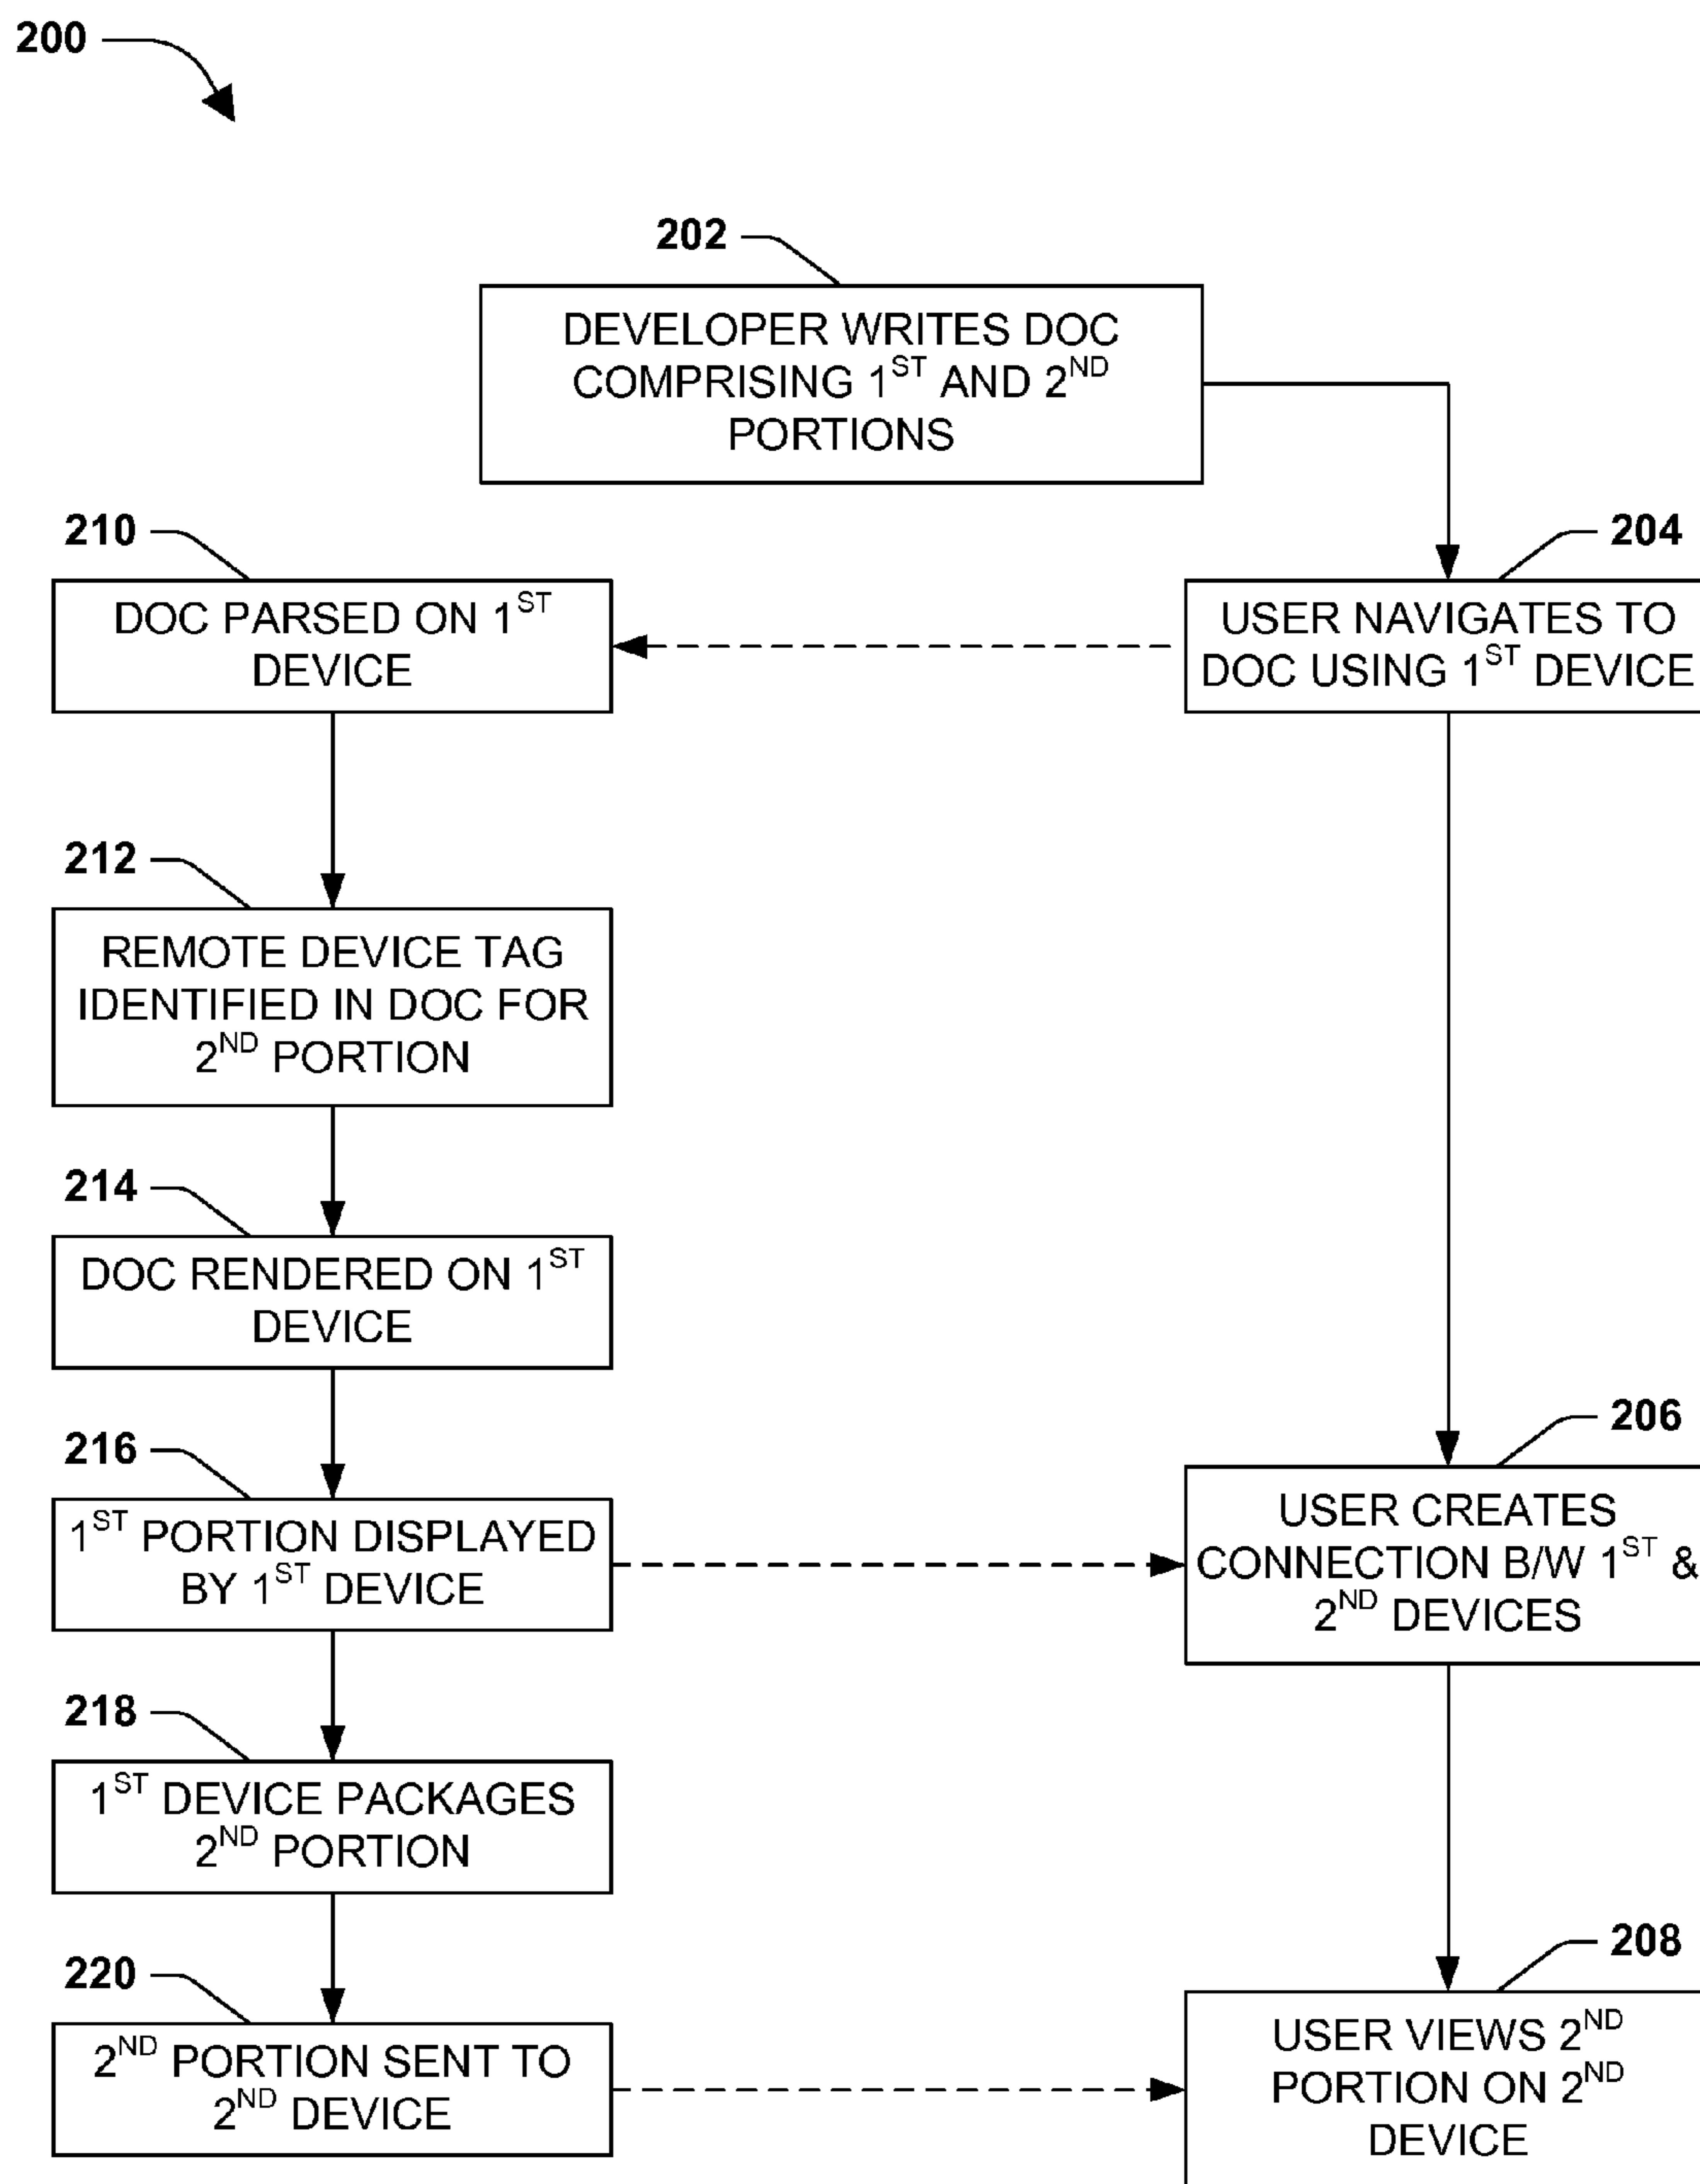 200
202
DEVELOPER WRITES DOC
COMPRISING 1ST AND 2ND
PORTIONS
210
DOC PARSED ON 1ST
DEVICE
204
USER NAVIGATES TO
DOC USING 1ST DEVICE
212
REMOTE DEVICE TAG
IDENTIFIED IN DOC FOR
2ND PORTION
214
DOC RENDERED ON 1ST
DEVICE
216
1ST PORTION DISPLAYED
BY 1ST DEVICE
206
USER CREATES
CONNECTION B/W 1ST &
2ND DEVICES
218
1ST DEVICE PACKAGES
2ND PORTION
220
2ND PORTION SENT TO
2ND DEVICE
208
USER VIEWS 2ND
PORTION ON 2ND
DEVICE